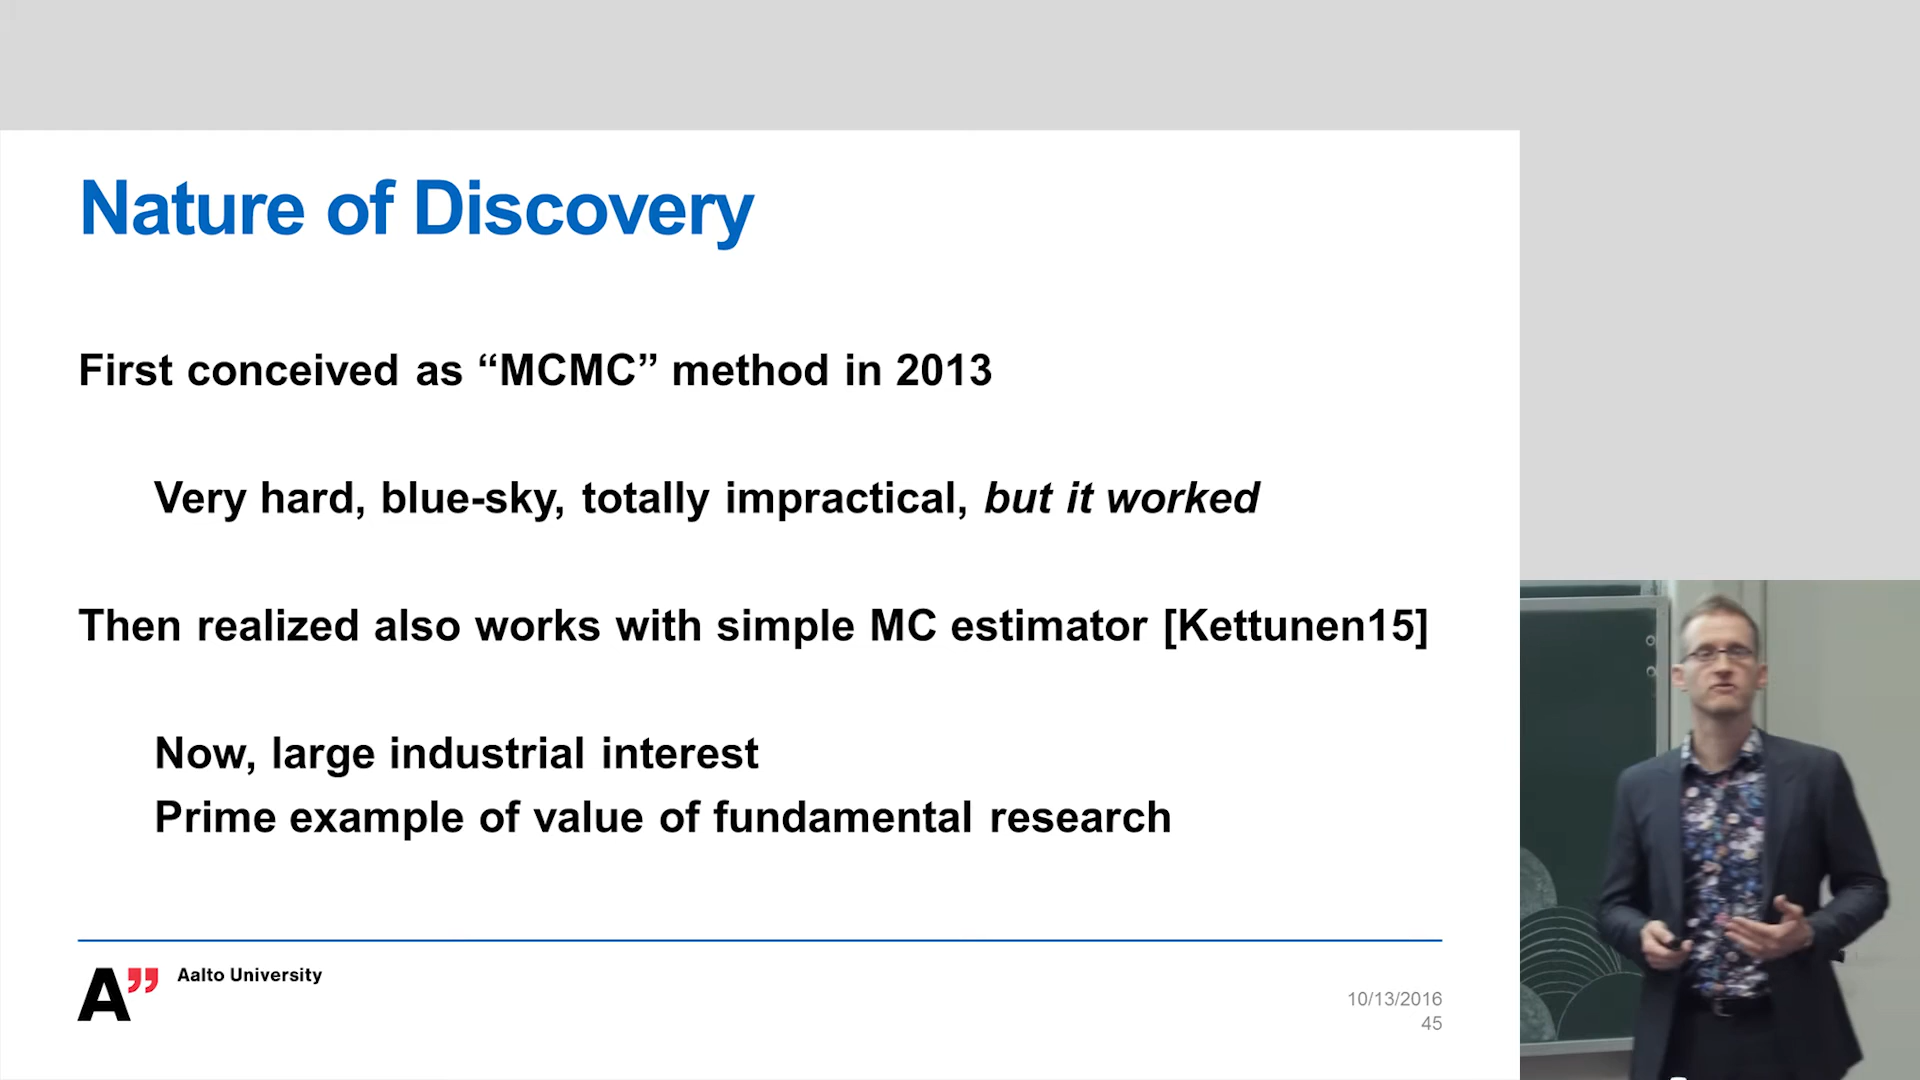 Nature of Discovery
First conceived as “MCMC” method in 2013
Very hard, blue-sky, totally impractical, but it worked
Then realized also works with simple MC estimator [Kettunen15]
Now, large industrial interest
Prime example of value of fundamental research
A” Aalto University
10/13/2016
45